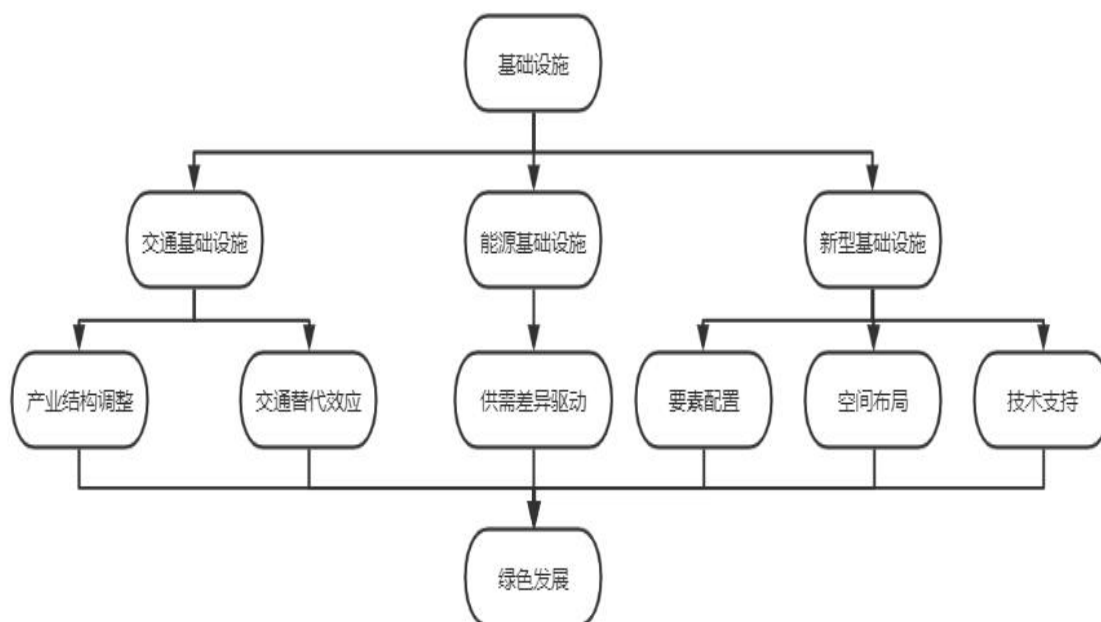 基础设施
交通基础设施
能源基础设施
新型基础设施
产业结构调整
交通替代效应
供需差异驱动
要素配置
空间布局
技术支持
绿色发展